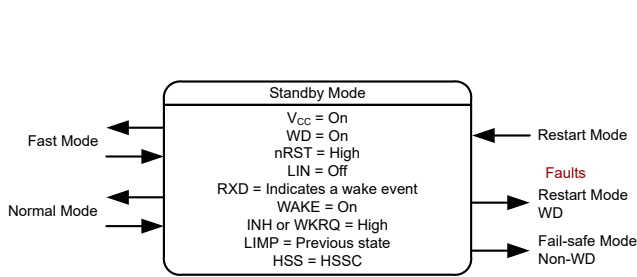 Standby Mode
V_CC = On
WD = On
nRST = High
LIN = Off
RXD = Indicates a wake event
WAKE = On
INH or WKRQ = High
LIMP = Previous state
HSS = HSSC
Fast Mode
Normal Mode
Restart Mode
Faults
Restart Mode
WD
Fail-safe Mode
Non-WD